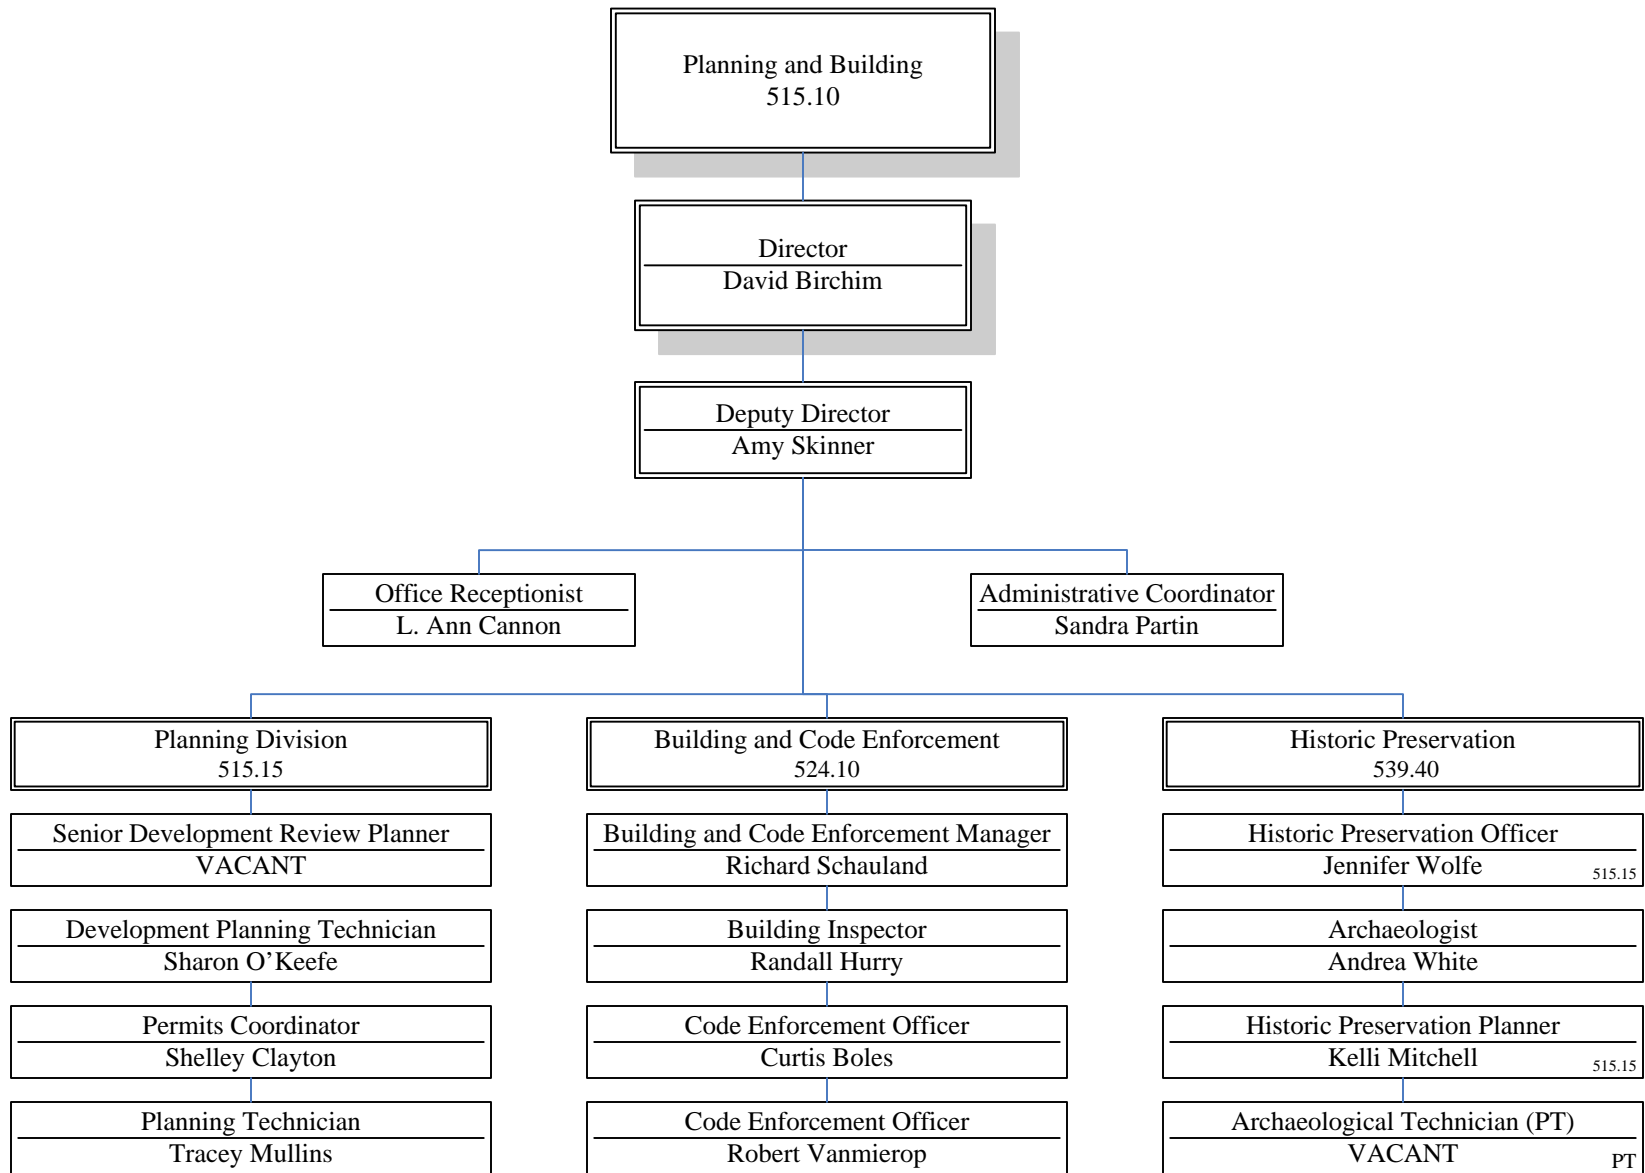 Planning and Building
515.10
Director
David Birchim
Deputy Director
Amy Skinner
Office Receptionist
L. Ann Cannon
Administrative Coordinator
Sandra Partin
Planning Division
515.15
Senior Development Review Planner
VACANT
Development Planning Technician
Sharon O’Keefe
Permits Coordinator
Shelley Clayton
Planning Technician
Tracey Mullins
Building and Code Enforcement
524.10
Building and Code Enforcement Manager
Richard Schauland
Building Inspector
Randall Hurry
Code Enforcement Officer
Curtis Boles
Code Enforcement Officer
Robert Vanmierop
Historic Preservation
539.40
Historic Preservation Officer
Jennifer Wolfe
515.15
Archaeologist
Andrea White
Historic Preservation Planner
Kelli Mitchell
515.15
Archaeological Technician (PT)
VACANT
PT